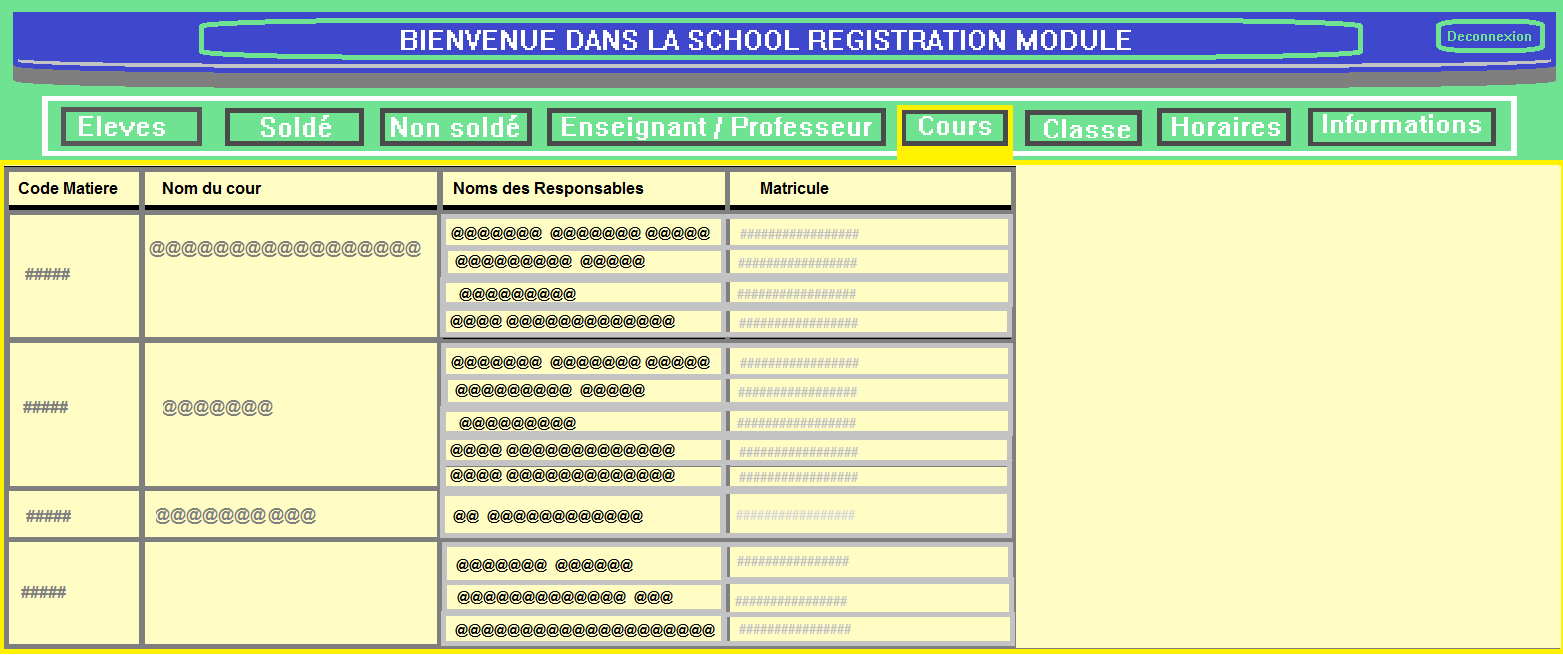 BIENVENUE DANS LA SCHOOL REGISTRATION MODULE
Deconnexion
Eleves Soldé Non soldé Enseignant / Professeur Cours Classe Horaires Informations
Code Matiere Nom du cour Noms des Responsables Matricule
##### @@@@@@@@@@@@@@@@@ @@@@@@@ @@@@@@@ @@@@@ #################
@@@@@@@@@ @@@@@ #################
@@@@@@@@@ #################
@@@@ @@@@@@@@@@@@@ #################
##### @@@@@@@ @@@@@@@ @@@@@@@ @@@@@ #################
@@@@@@@@@ @@@@@ #################
@@@@@@@@@ #################
@@@@ @@@@@@@@@@@@@ #################
@@@@ @@@@@@@@@@@@@ #################
##### @@@@@@@@@@ @@@@@@@@@@ @@ @@@@@@@@@@@@ #################
##### @@@@@@@ @@@@@@ ################
@@@@@@@@@@@@@ @@@ ################
@@@@@@@@@@@@@@@@@@@@ ################